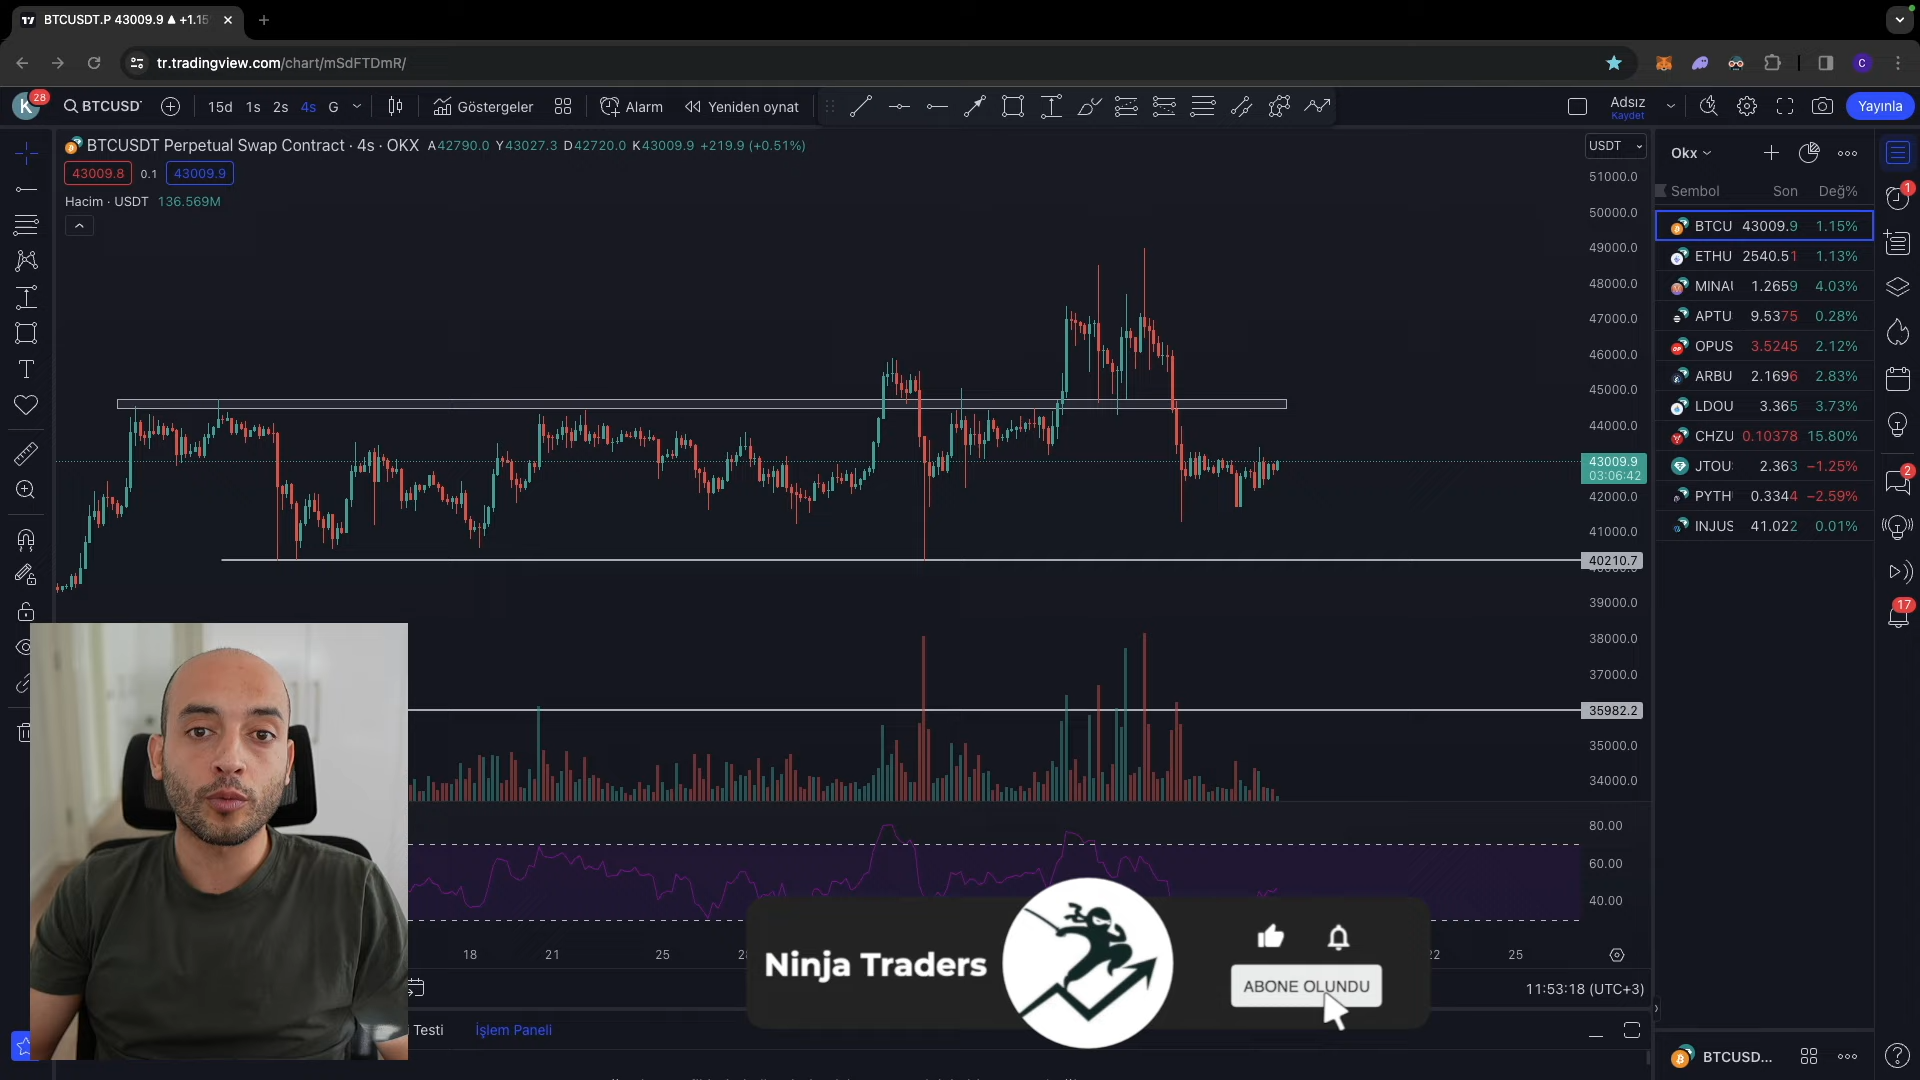 BTCUSDT.P 43009.9 ▲ +1.15
tr.tradingview.com/chart/mSdFTDmR/
C
K
28
BTCUSD
15d 1s 2s 4s G
Göstergeler
Alarm
Yeniden oynat
Adsız
Kaydet
Yayınla
BTCUSDT Perpetual Swap Contract · 4s · OKX A42790.0 Y43027.3 D42720.0 K43009.9 +219.9 (+0.51%)
43009.8 0.1 43009.9
Hacim · USDT 136.569M
USDT
51000.0
50000.0
49000.0
48000.0
47000.0
46000.0
45000.0
44000.0
43009.9
03:06:42
42000.0
41000.0
40210.7
39000.0
38000.0
37000.0
35982.2
35000.0
34000.0
80.00
60.00
40.00
Okx
Sembol Son Değ%
BTCU 43009.9 1.15%
ETHU 2540.51 1.13%
MINAU 1.2659 4.03%
APTU 9.5375 0.28%
OPUS 3.5245 2.12%
ARBU 2.1696 2.83%
LDOU 3.365 3.73%
CHZU 0.10378 15.80%
JTOU 2.363 −1.25%
PYTH 0.3344 −2.59%
INJUS 41.022 0.01%
1
2
17
18 21 25 22 25
Ninja Traders
ABONE OLUNDU
11:53:18 (UTC+3)
Testi
İşlem Paneli
BTCUSD...